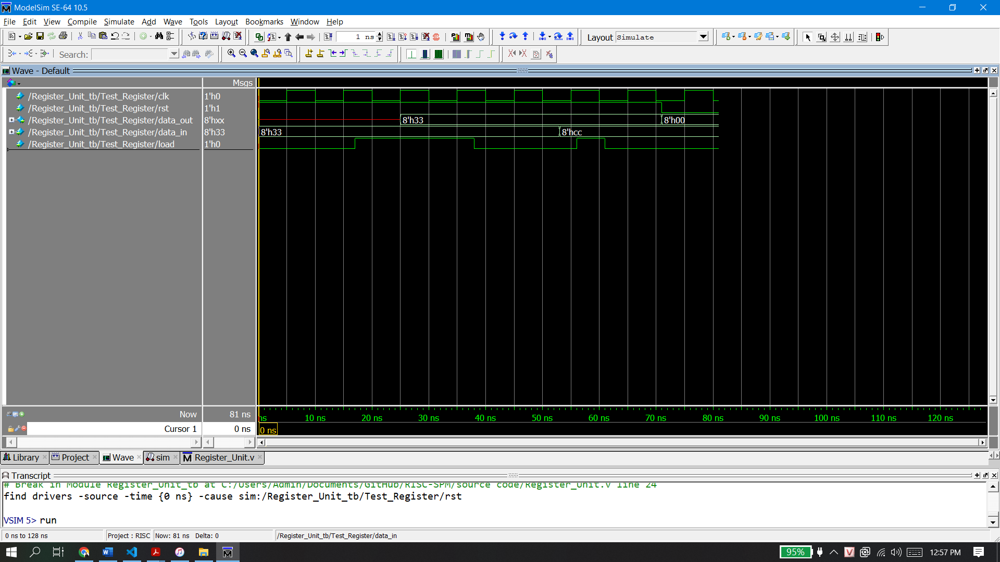 ModelSim SE-64 10.5
File Edit View Compile Simulate Add Wave Tools Layout Bookmarks Window Help
1 ns
Layout Simulate
Search:
Wave - Default
Msgs
/Register_Unit_tb/Test_Register/clk 1'h0
/Register_Unit_tb/Test_Register/rst 1'h1
/Register_Unit_tb/Test_Register/data_out 8'hxx 8'h33 8'h00
/Register_Unit_tb/Test_Register/data_in 8'h33 8'h33 8'hcc
/Register_Unit_tb/Test_Register/load 1'h0
Now 81 ns ns 10 ns 20 ns 30 ns 40 ns 50 ns 60 ns 70 ns 80 ns 90 ns 100 ns 110 ns 120 ns
Cursor 1 0 ns 0 ns
Library Project Wave sim Register_Unit.v
Transcript
# Break in Module Register_Unit_tb at C:/Users/Admin/Documents/GitHub/RISC-SPM/source code/Register_Unit.v line 24
find drivers -source -time {0 ns} -cause sim:/Register_Unit_tb/Test_Register/rst
VSIM 5> run
0 ns to 128 ns Project : RISC Now: 81 ns Delta: 0 /Register_Unit_tb/Test_Register/data_in
95% 12:57 PM